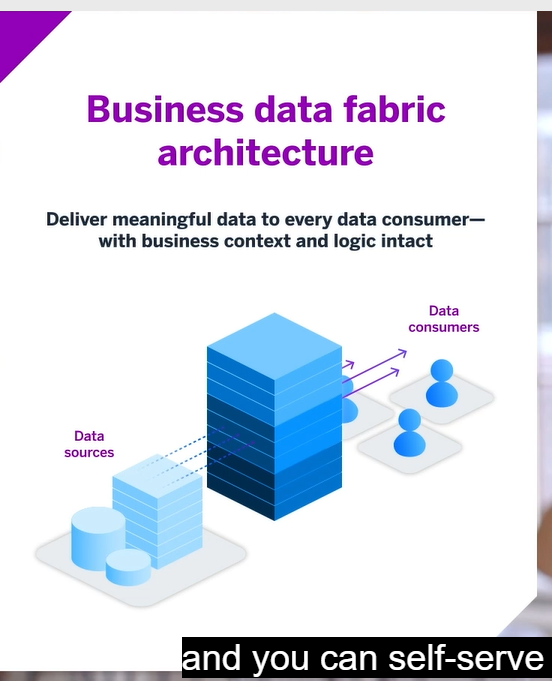 Business data fabric
architecture
Deliver meaningful data to every data consumer—
with business context and logic intact
Data
consumers
Data
sources
and you can self-serve